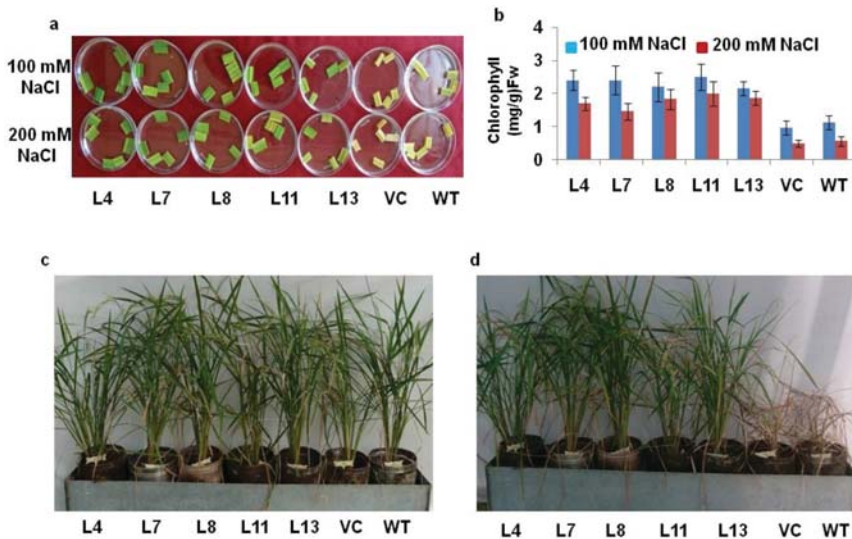 a
100 mM
NaCl
200 mM
NaCl
L4 L7 L8 L11 L13 VC WT
b
100 mM NaCl 200 mM NaCl
Chlorophyll
(mg/g)Fw
4
3
2
1
0
L4 L7 L8 L11 L13 VC WT
c
L4 L7 L8 L11 L13 VC WT
d
L4 L7 L8 L11 L13 VC WT